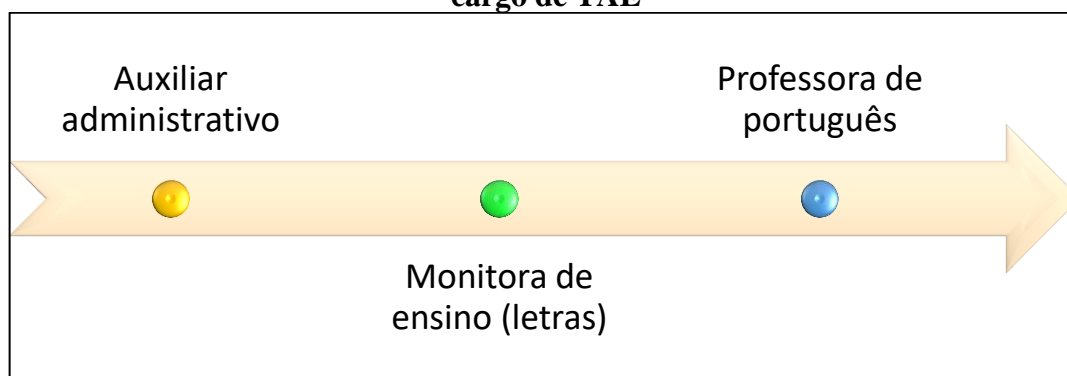 cargo de TAE
Auxiliar
administrativo
Professora de
português
Monitora de
ensino (letras)